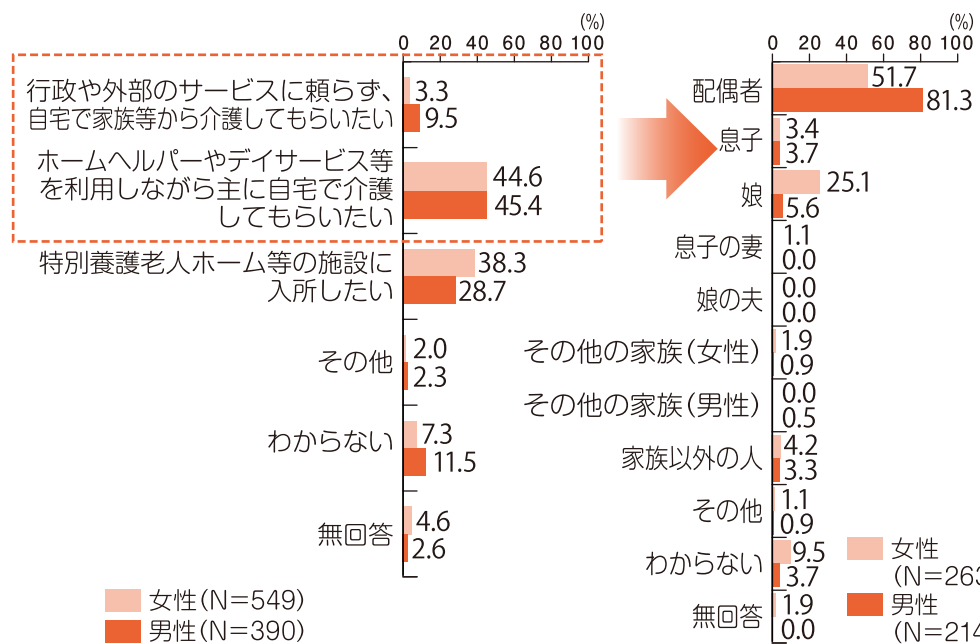 (%)
0 20 40 60 80 100
行政や外部のサービスに頼らず、
自宅で家族等から介護してもらいたい
3.3
9.5
ホームヘルパーやデイサービス等
を利用しながら主に自宅で介護
してもらいたい
44.6
45.4
特別養護老人ホーム等の施設に
入所したい
38.3
28.7
その他
2.0
2.3
わからない
7.3
11.5
無回答
4.6
2.6
女性(N=549)
男性(N=390)
(%)
0 20 40 60 80 100
配偶者
51.7
81.3
息子
3.4
3.7
娘
25.1
5.6
息子の妻
1.1
0.0
娘の夫
0.0
0.0
その他の家族(女性)
1.9
0.9
その他の家族(男性)
0.0
0.5
家族以外の人
4.2
3.3
その他
1.1
0.9
わからない
9.5
3.7
無回答
1.9
0.0
女性
(N=263
男性
(N=214